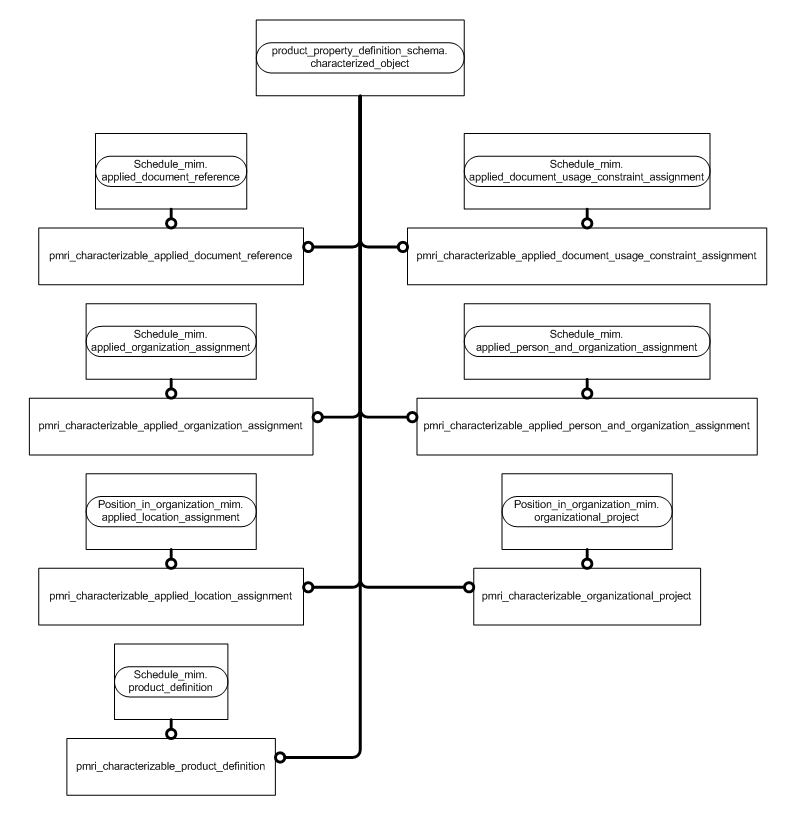 product_property_definition_schema.
characterized_object
Schedule_mim.
applied_document_reference
Schedule_mim.
applied_document_usage_constraint_assignment
pmri_characterizable_applied_document_reference
pmri_characterizable_applied_document_usage_constraint_assignment
Schedule_mim.
applied_organization_assignment
Schedule_mim.
applied_person_and_organization_assignment
pmri_characterizable_applied_organization_assignment
pmri_characterizable_applied_person_and_organization_assignment
Position_in_organization_mim.
applied_location_assignment
Position_in_organization_mim.
organizational_project
pmri_characterizable_applied_location_assignment
pmri_characterizable_organizational_project
Schedule_mim.
product_definition
pmri_characterizable_product_definition